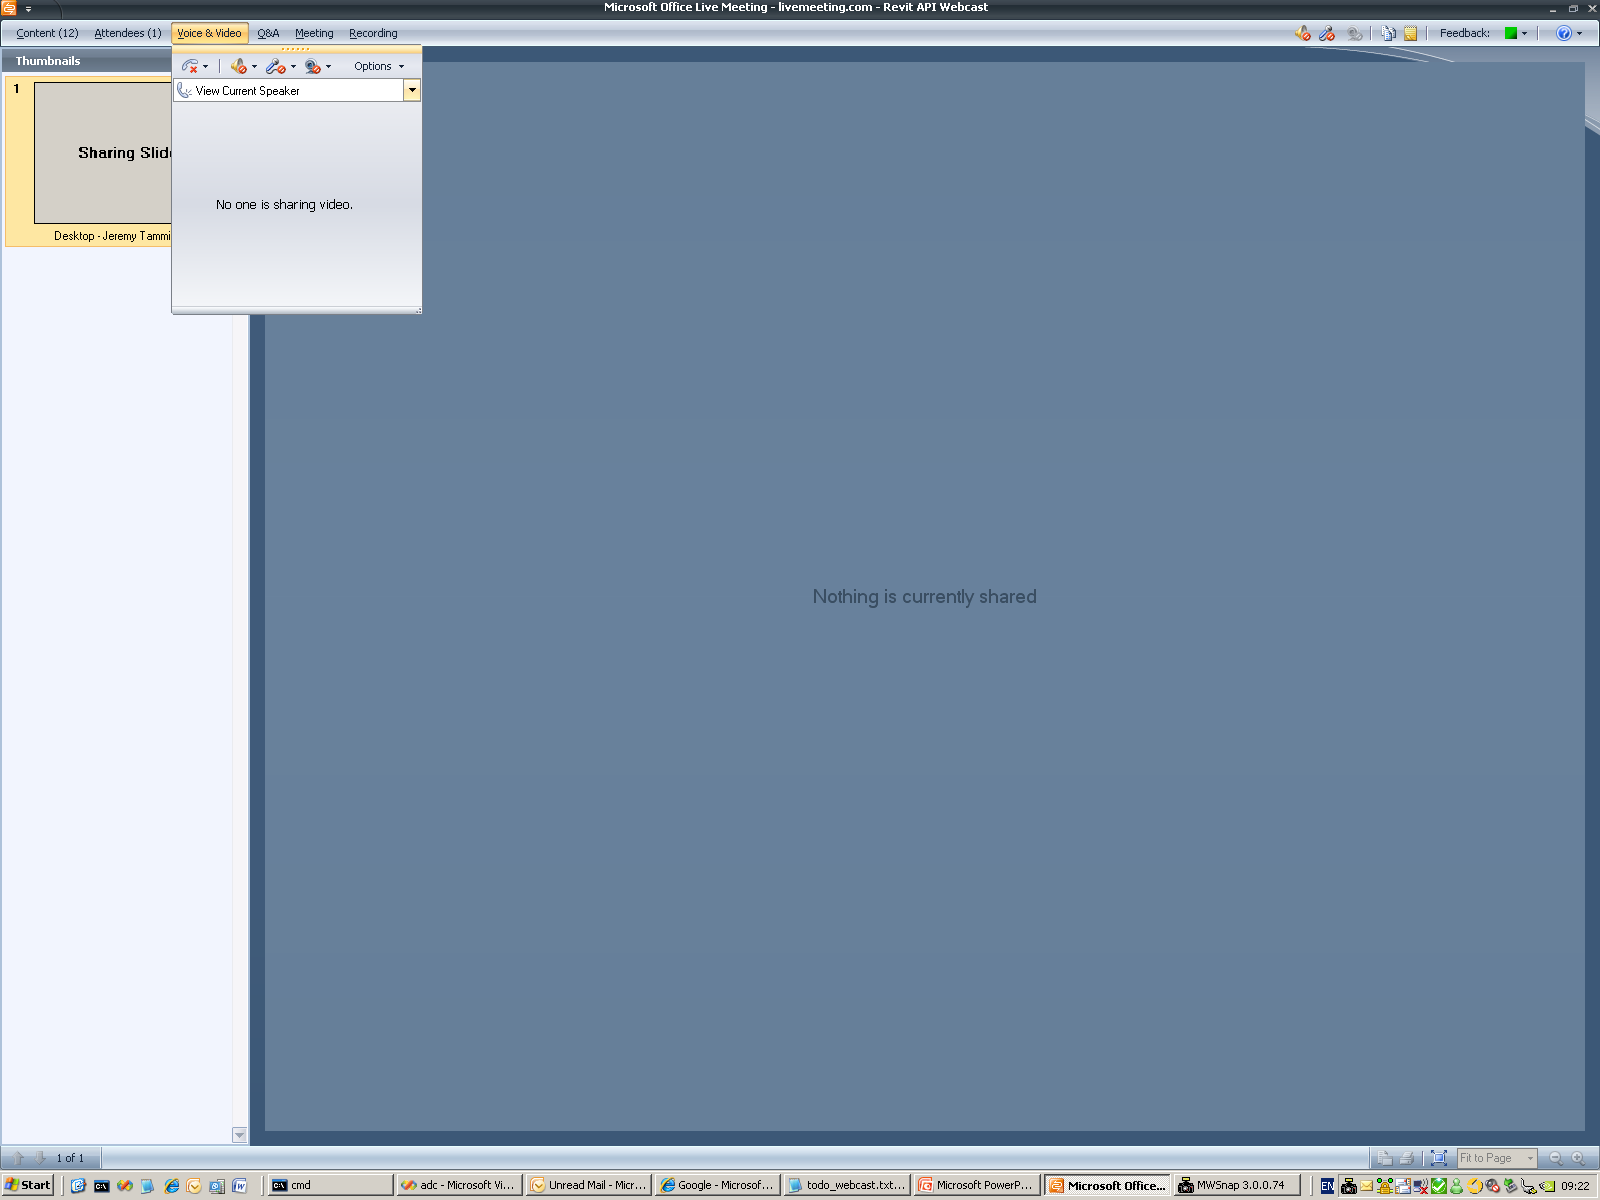 Microsoft Office Live Meeting - livemeeting.com - Revit API Webcast
Content (12) Attendees (1) Voice & Video Q&A Meeting Recording Feedback:
Thumbnails
Options
1
View Current Speaker
Sharing Slid
No one is sharing video.
Desktop - Jeremy Tammi
Nothing is currently shared
1 of 1 Fit to Page
Start cmd adc - Microsoft Vi... Unread Mail - Micr... Google - Microsof... todo_webcast.txt... Microsoft PowerP... Microsoft Office... MWSnap 3.0.0.74 EN 09:22